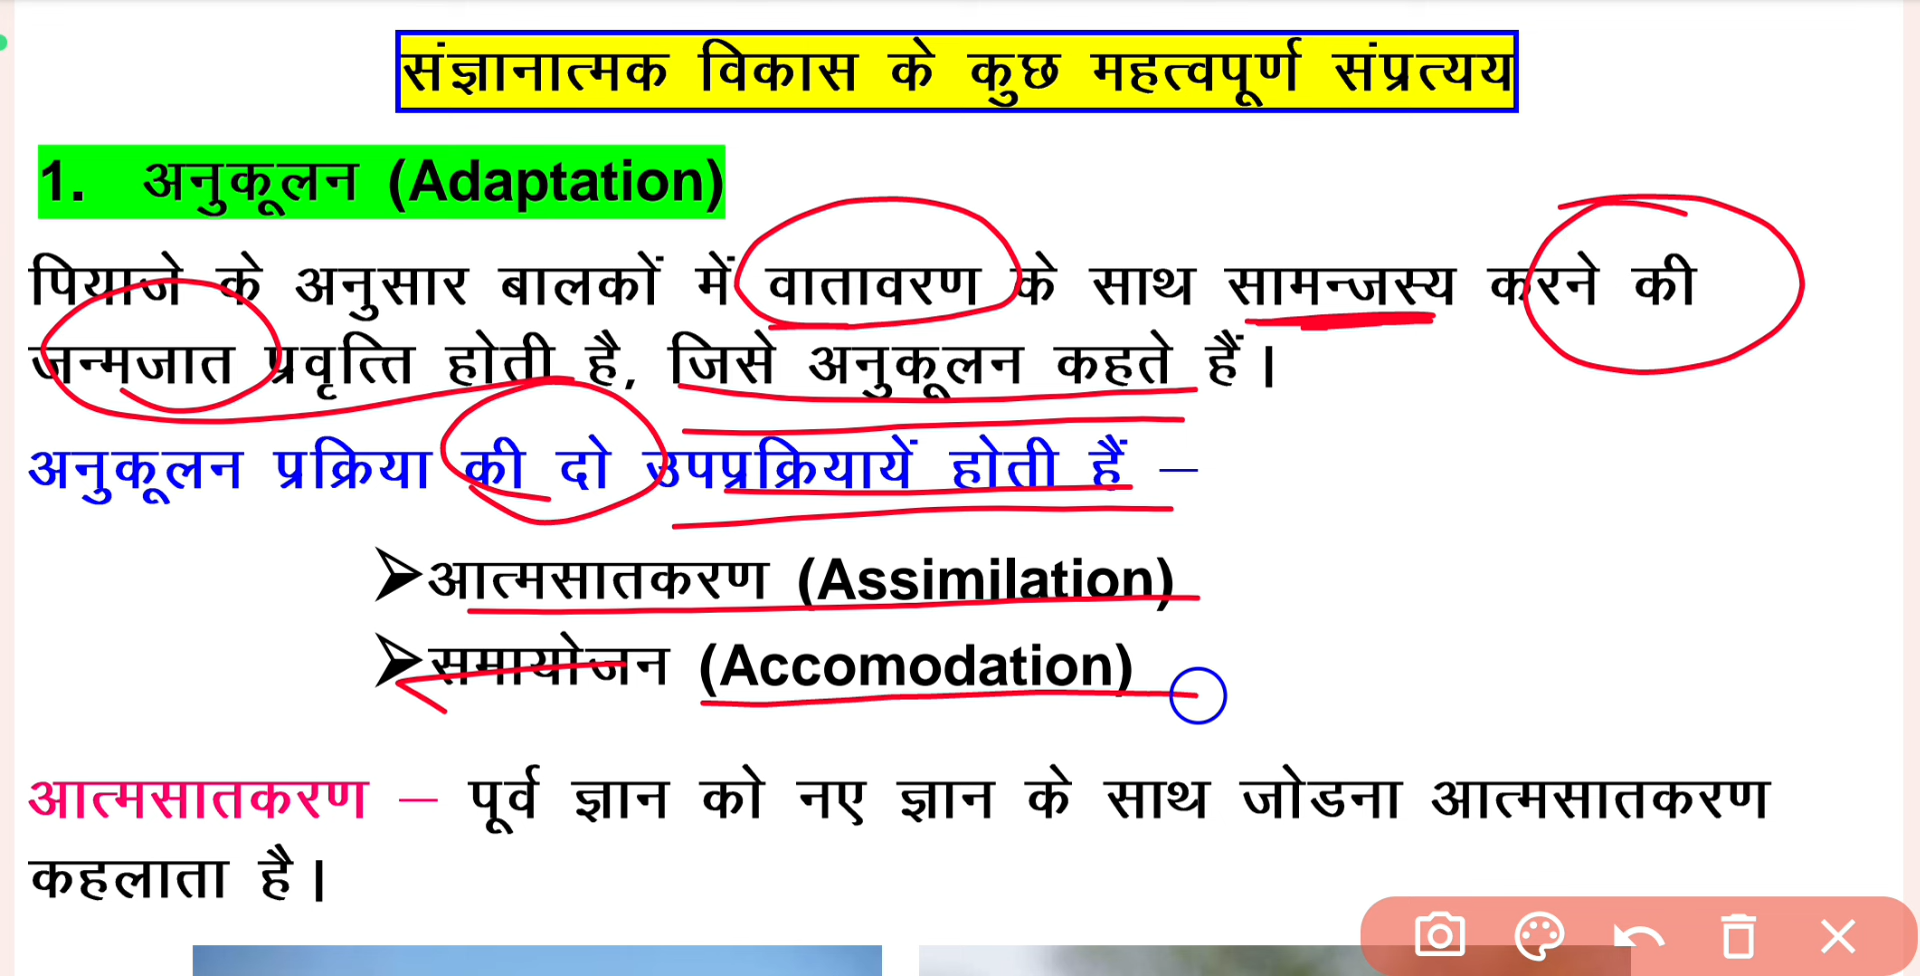 संज्ञानात्मक विकास के कुछ महत्वपूर्ण संप्रत्यय
1. अनुकूलन (Adaptation)
पियाजे के अनुसार बालकों में वातावरण के साथ सामन्जस्य करने की
जन्मजात प्रवृत्ति होती है, जिसे अनुकूलन कहते हैं।
अनुकूलन प्रक्रिया की दो उपप्रक्रियायें होती हैं –
➢आत्मसातकरण (Assimilation)
➢समायोजन (Accomodation)
आत्मसातकरण – पूर्व ज्ञान को नए ज्ञान के साथ जोडना आत्मसातकरण
कहलाता है।